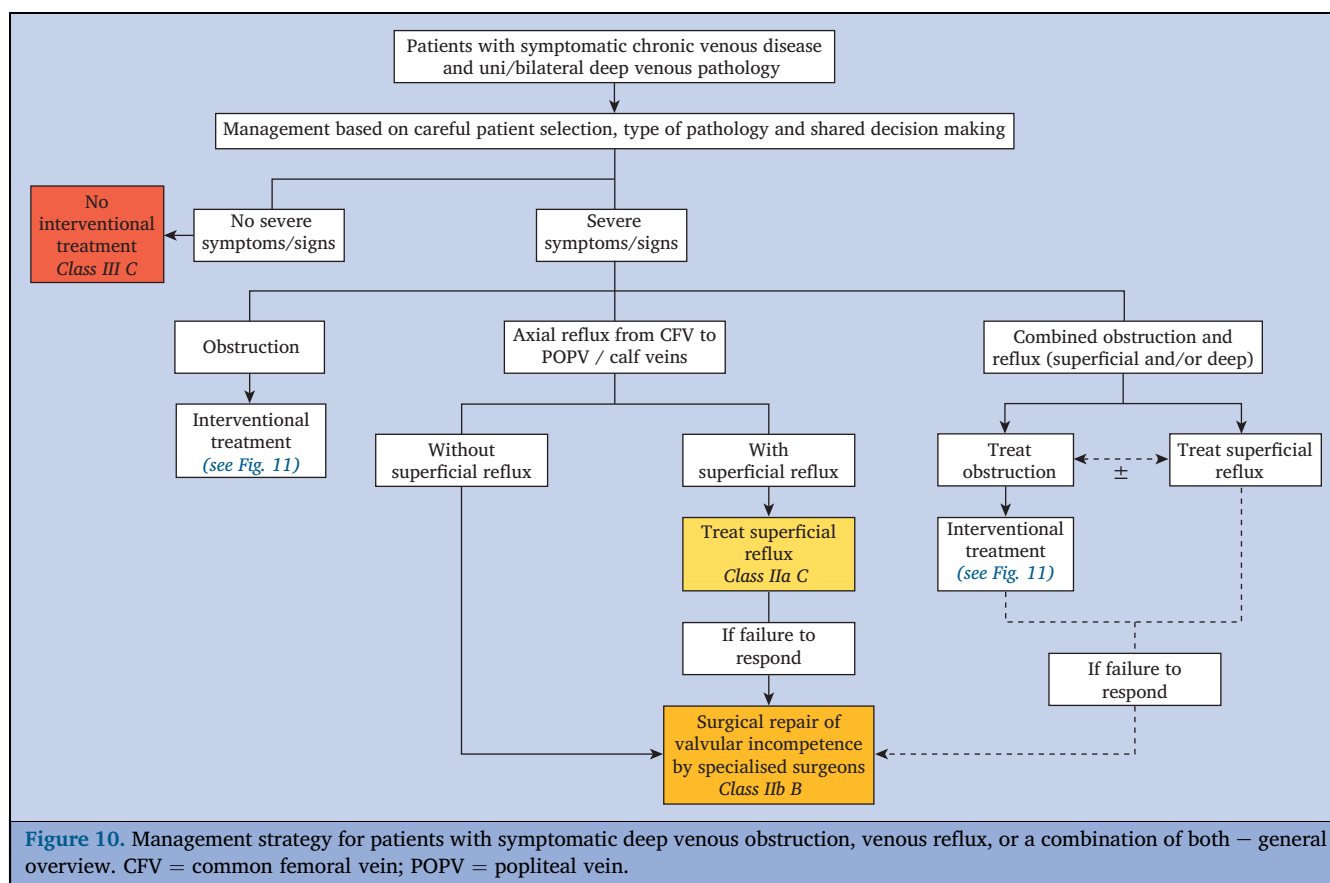 Patients with symptomatic chronic venous disease
and uni/bilateral deep venous pathology
Management based on careful patient selection, type of pathology and shared decision making
No
interventional
treatment
Class III C
No severe
symptoms/signs
Severe
symptoms/signs
Obstruction
Axial reflux from CFV to
POPV / calf veins
Combined obstruction and
reflux (superficial and/or deep)
Interventional
treatment
(see Fig. 11)
Without
superficial reflux
With
superficial reflux
Treat
obstruction
±
Treat superficial
reflux
Treat superficial
reflux
Class IIa C
Interventional
treatment
(see Fig. 11)
If failure to
respond
If failure to
respond
Surgical repair of
valvular incompetence
by specialised surgeons
Class IIb B
Figure 10. Management strategy for patients with symptomatic deep venous obstruction, venous reflux, or a combination of both – general
overview. CFV = common femoral vein; POPV = popliteal vein.